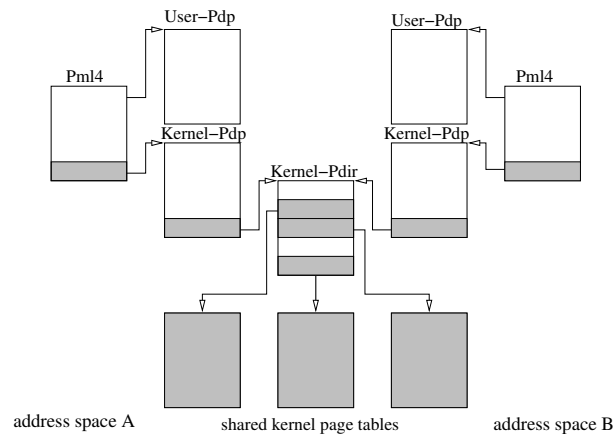 User-Pdp
User-Pdp
Pml4
Pml4
Kernel-Pdp
Kernel-Pdp
Kernel-Pdir
address space A
shared kernel page tables
address space B